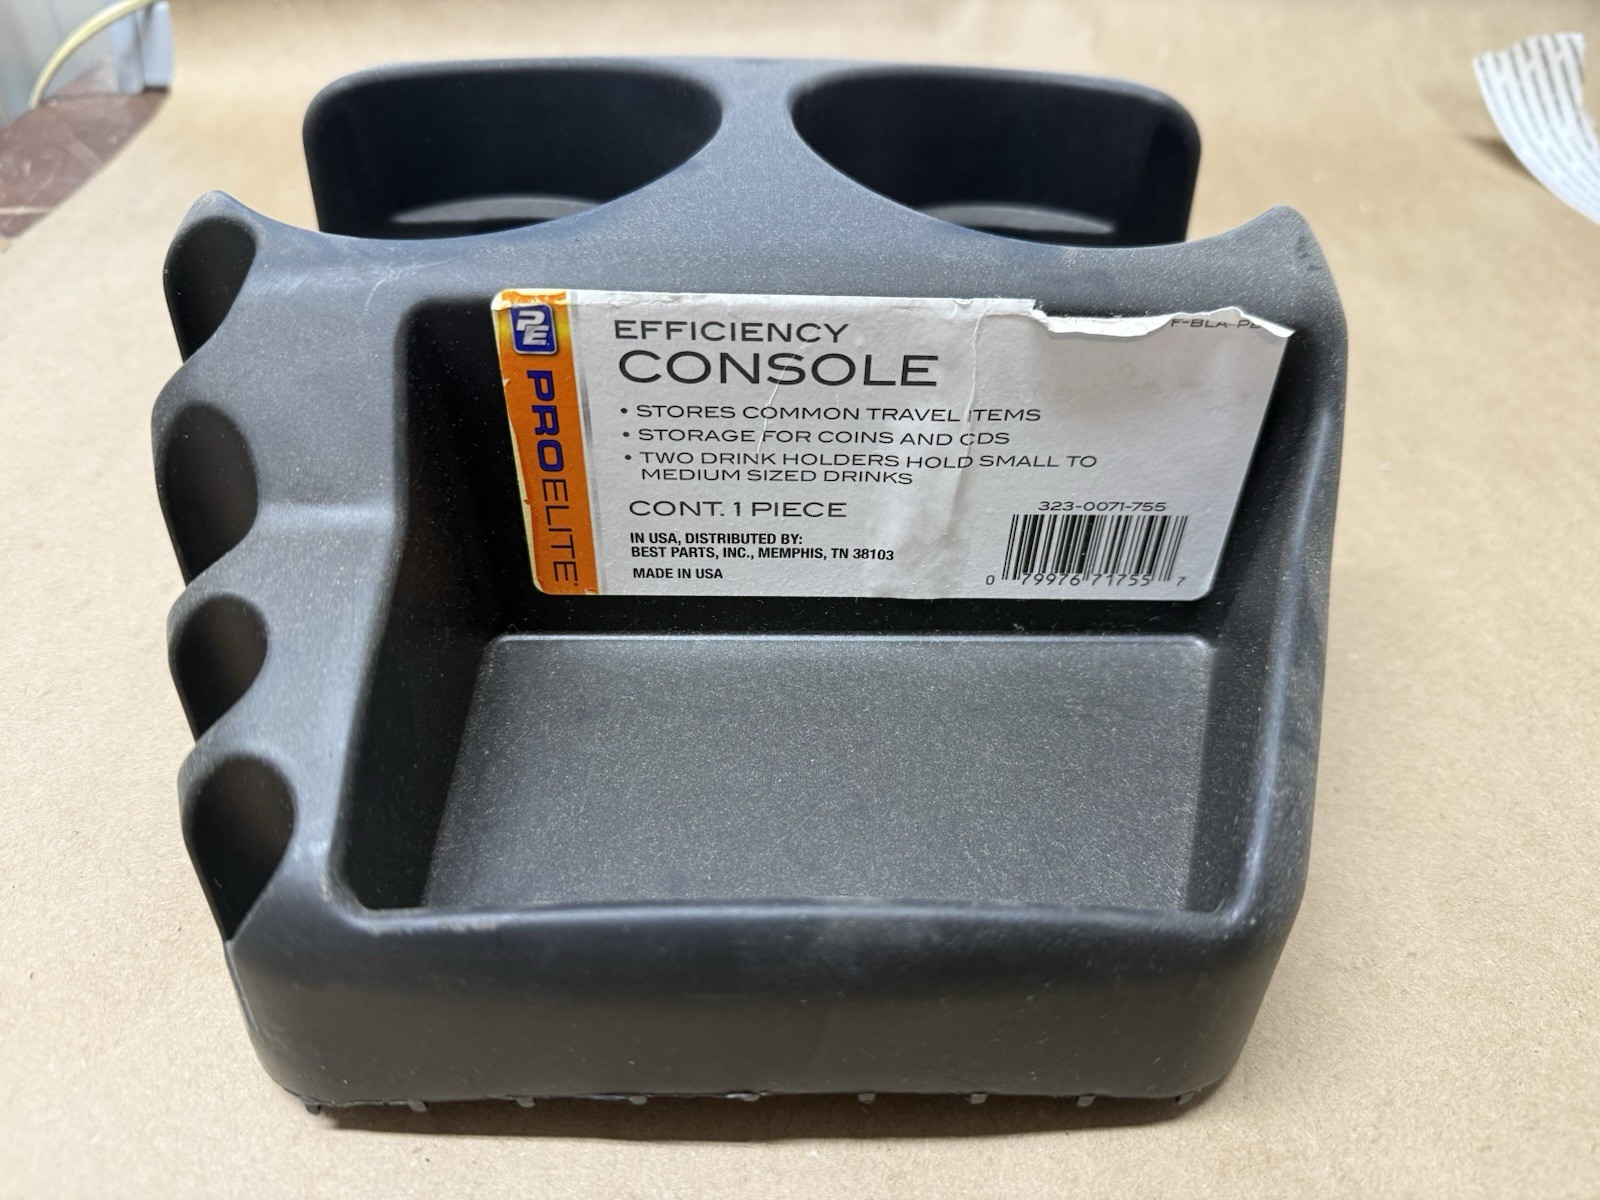 PE
PROELITE
EFFICIENCY
CONSOLE
• STORES COMMON TRAVEL ITEMS
• STORAGE FOR COINS AND CDS
• TWO DRINK HOLDERS HOLD SMALL TO
MEDIUM SIZED DRINKS
CONT. 1 PIECE
IN USA, DISTRIBUTED BY:
BEST PARTS, INC., MEMPHIS, TN 38103
MADE IN USA
323-0071-755
0 79976 71755 7